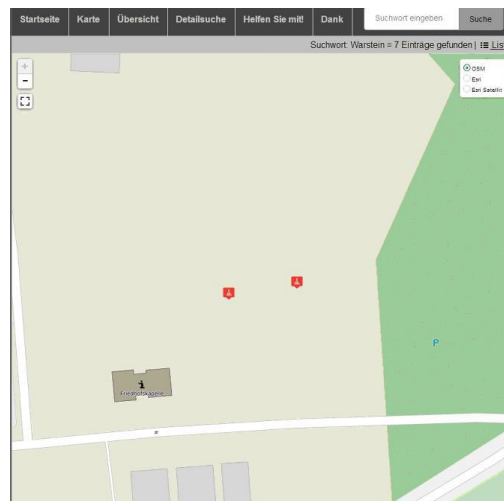 Startseite Karte Übersicht Detailsuche Helfen Sie mit! Dank Suchwort eingeben Suche
Suchwort: Warstein = 7 Einträge gefunden | Lis
+
-
OSM
Esri
Esri Satellit
P
Friedhofskapelle